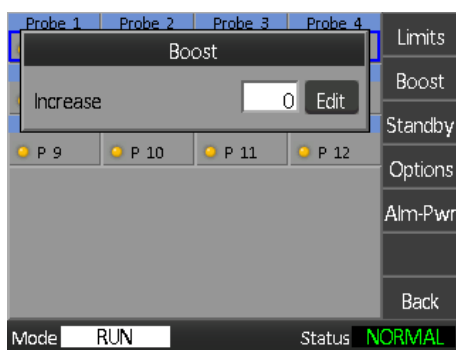 Probe 1 Probe 2 Probe 3 Probe 4
Boost
Increase 0 Edit
P 9 P 10 P 11 P 12
Limits
Boost
Standby
Options
Alm-Pwr
Back
Mode RUN Status NORMAL